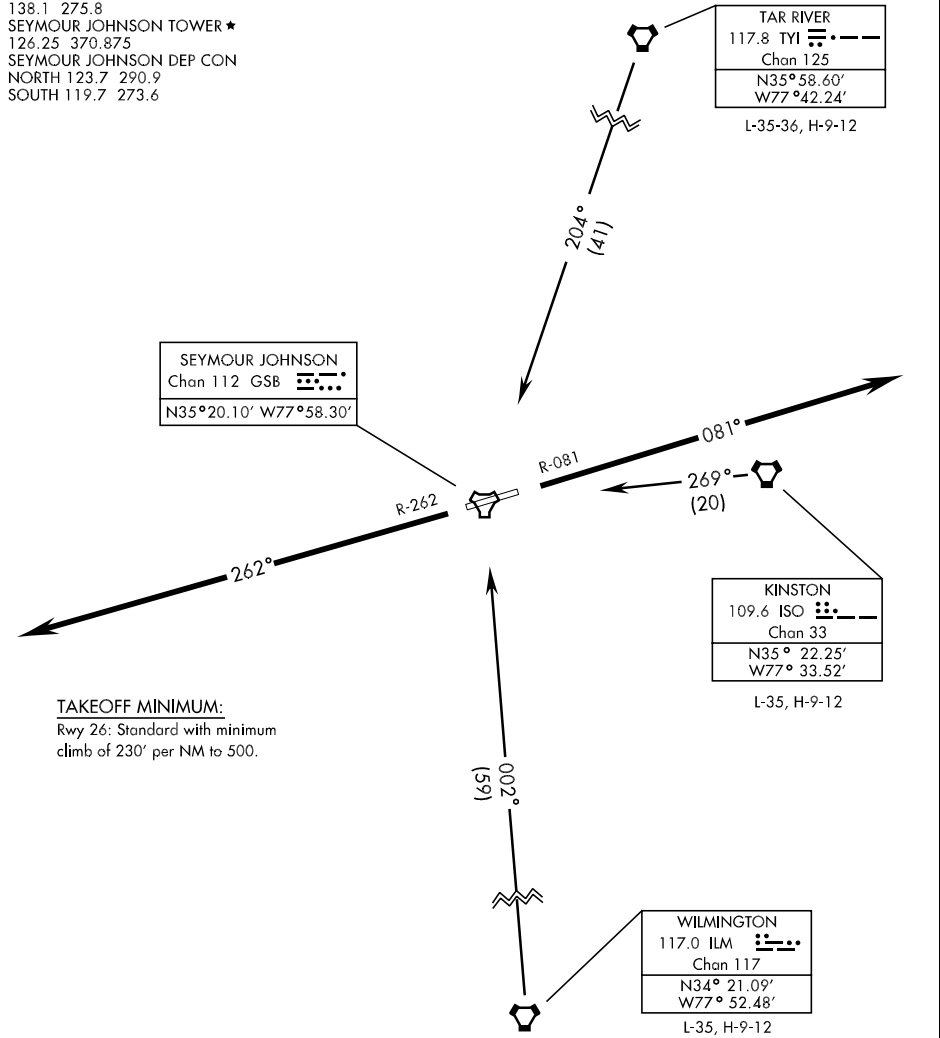 138.1 275.8
SEYMOUR JOHNSON TOWER ★
126.25 370.875
SEYMOUR JOHNSON DEP CON
NORTH 123.7 290.9
SOUTH 119.7 273.6
TAR RIVER
117.8 TYI
Chan 125
N35°58.60'
W77°42.24'
L-35-36, H-9-12
204°
(41)
SEYMOUR JOHNSON
Chan 112 GSB
N35°20.10' W77°58.30'
081°
R-081
269°
(20)
R-262
262°
KINSTON
109.6 ISO
Chan 33
N35° 22.25'
W77° 33.52'
L-35, H-9-12
TAKEOFF MINIMUM:
Rwy 26: Standard with minimum
climb of 230' per NM to 500.
002°
(59)
WILMINGTON
117.0 ILM
Chan 117
N34° 21.09'
W77° 52.48'
L-35, H-9-12